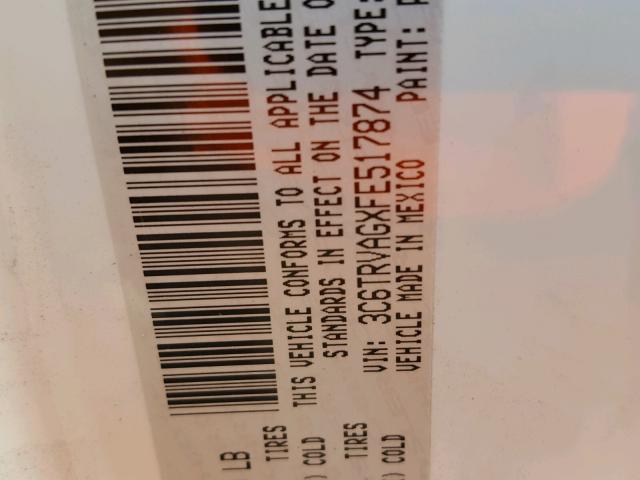 LB
TIRES
) COLD
THIS VEHICLE CONFORMS TO ALL APPLICABLE
STANDARDS IN EFFECT ON THE DATE O
TIRES
VIN: 3C6TRVAGXFE517874 TYPE:
) COLD
VEHICLE MADE IN MEXICO PAINT: